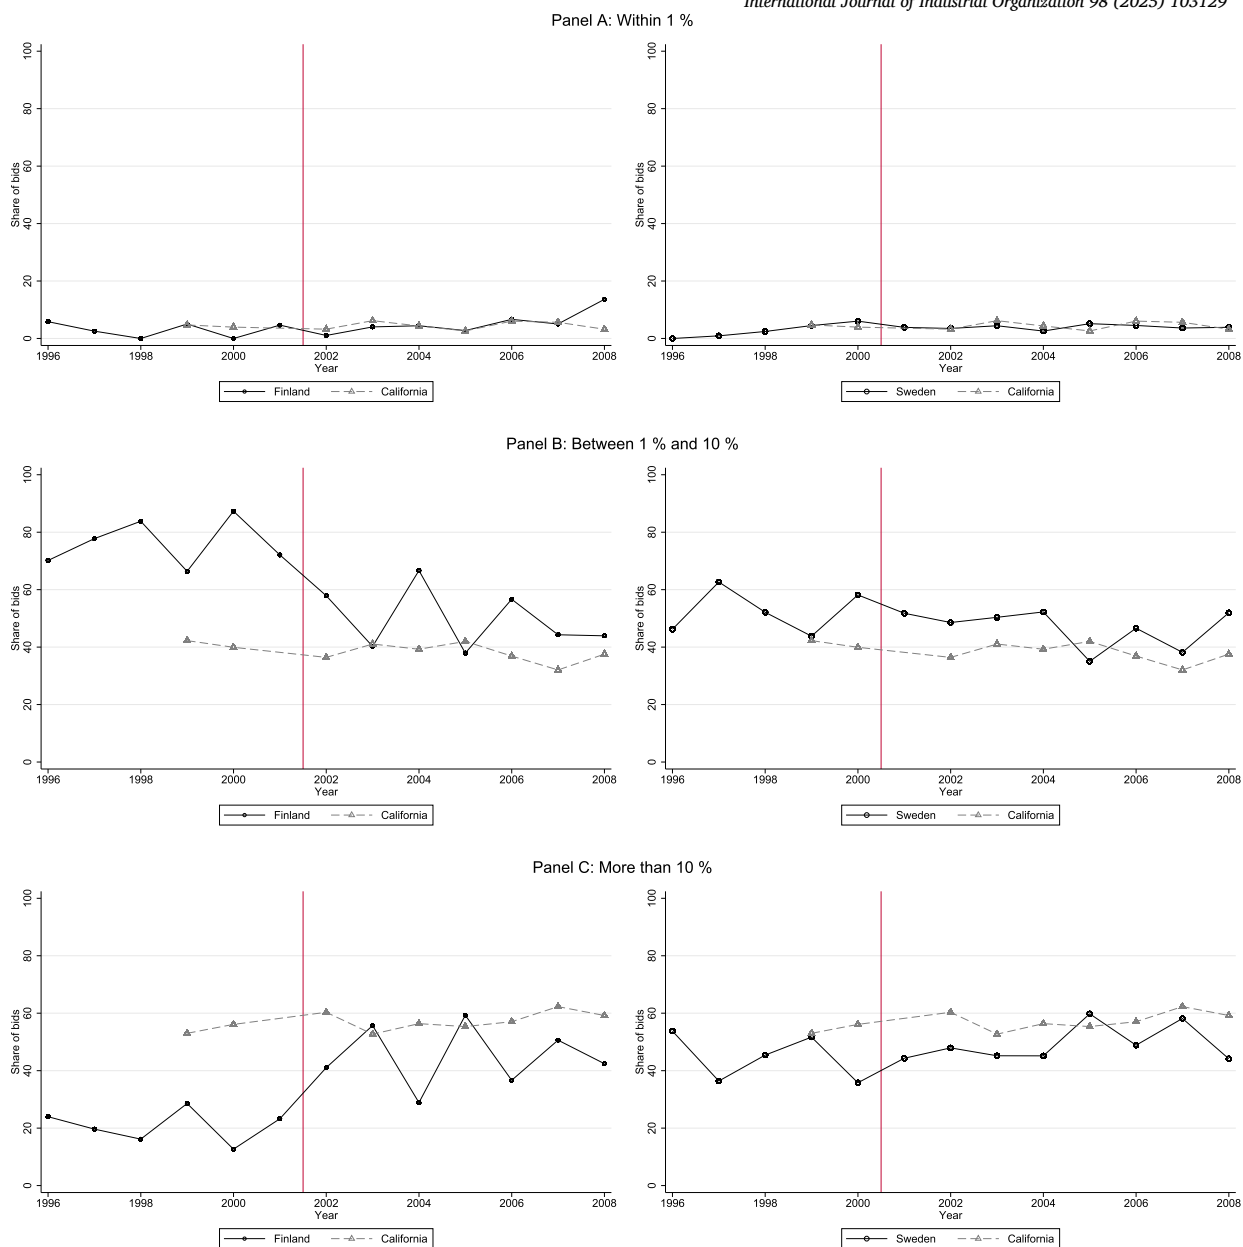 International Journal of Industrial Organization 98 (2025) 103129
Panel A: Within 1 %
Share of bids
100
80
60
40
20
0
1996 1998 2000 2002 2004 2006 2008
Year
Finland California
Share of bids
100
80
60
40
20
0
1996 1998 2000 2002 2004 2006 2008
Year
Sweden California
Panel B: Between 1 % and 10 %
Share of bids
100
80
60
40
20
0
1996 1998 2000 2002 2004 2006 2008
Year
Finland California
Share of bids
100
80
60
40
20
0
1996 1998 2000 2002 2004 2006 2008
Year
Sweden California
Panel C: More than 10 %
Share of bids
100
80
60
40
20
0
1996 1998 2000 2002 2004 2006 2008
Year
Finland California
Share of bids
100
80
60
40
20
0
1996 1998 2000 2002 2004 2006 2008
Year
Sweden California